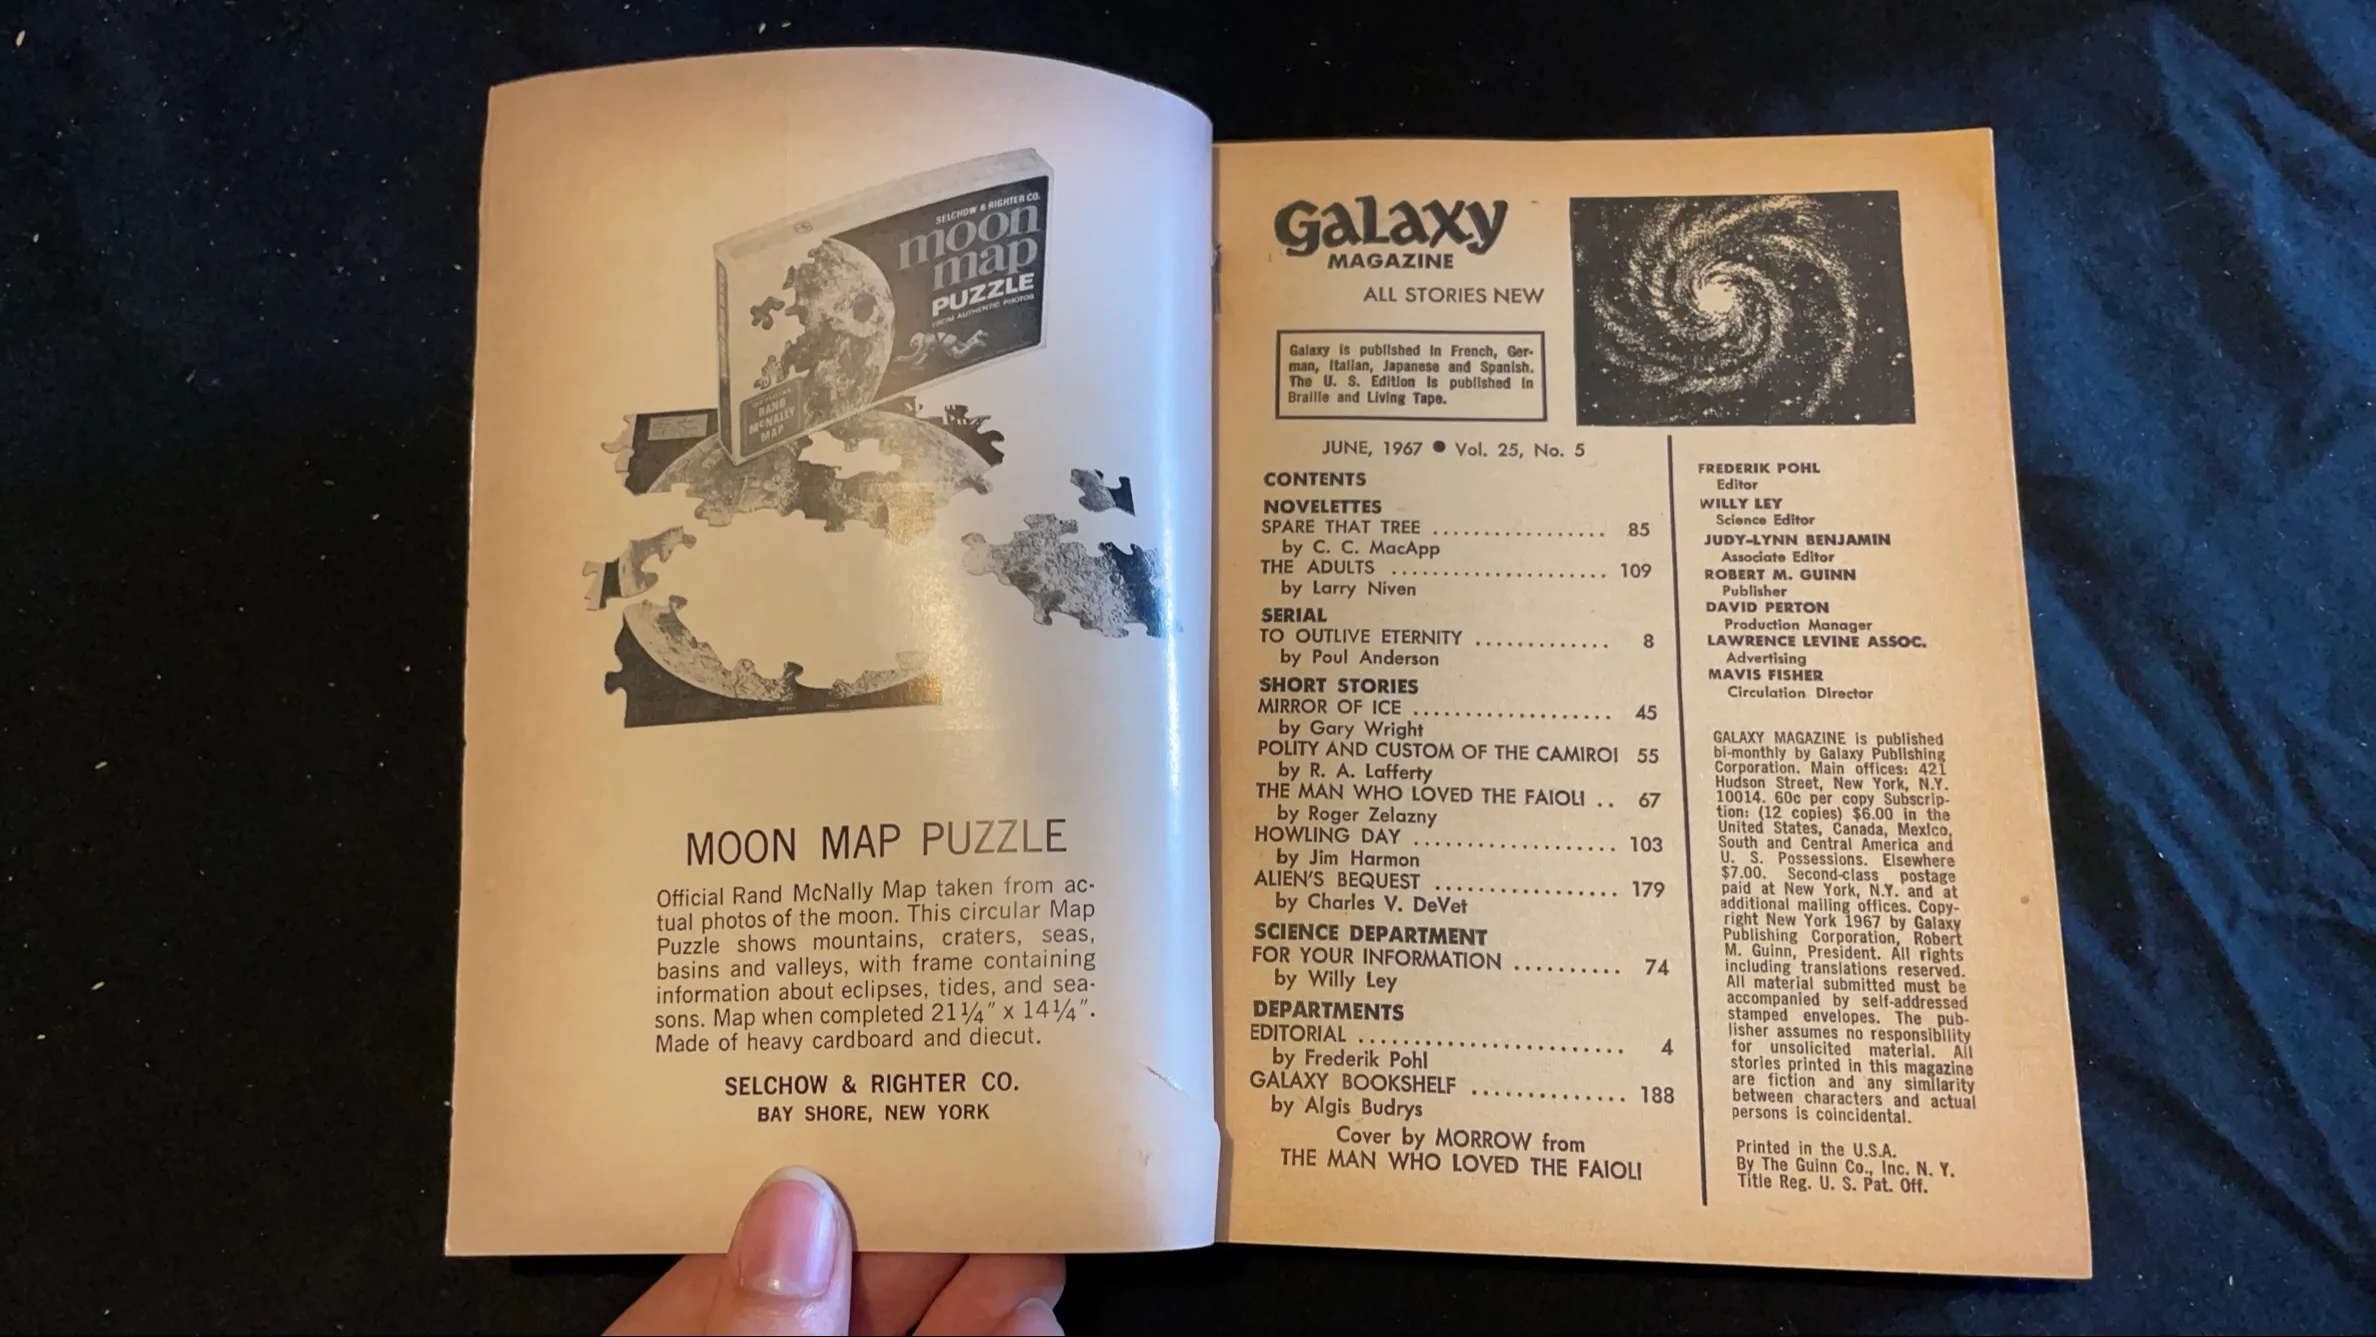 SELCHOW & RIGHTER CO.
moon
map
PUZZLE
FROM AUTHENTIC PHOTOS
RAND
McNALLY
MAP
MOON MAP PUZZLE
Official Rand McNally Map taken from ac-
tual photos of the moon. This circular Map
Puzzle shows mountains, craters, seas,
basins and valleys, with frame containing
information about eclipses, tides, and sea-
sons. Map when completed 21¼" x 14¼".
Made of heavy cardboard and diecut.
SELCHOW & RIGHTER CO.
BAY SHORE, NEW YORK
Galaxy
MAGAZINE
ALL STORIES NEW
Galaxy is published in French, Ger-
man, Italian, Japanese and Spanish.
The U. S. Edition is published in
Braille and Living Tape.
JUNE, 1967 ● Vol. 25, No. 5
CONTENTS
NOVELETTES
SPARE THAT TREE ................. 85
by C. C. MacApp
THE ADULTS ...................... 109
by Larry Niven
SERIAL
TO OUTLIVE ETERNITY ............. 8
by Poul Anderson
SHORT STORIES
MIRROR OF ICE ................... 45
by Gary Wright
POLITY AND CUSTOM OF THE CAMIROI 55
by R. A. Lafferty
THE MAN WHO LOVED THE FAIOLI .. 67
by Roger Zelazny
HOWLING DAY ................... 103
by Jim Harmon
ALIEN'S BEQUEST ................. 179
by Charles V. DeVet
SCIENCE DEPARTMENT
FOR YOUR INFORMATION .......... 74
by Willy Ley
DEPARTMENTS
EDITORIAL ........................ 4
by Frederik Pohl
GALAXY BOOKSHELF .............. 188
by Algis Budrys
Cover by MORROW from
THE MAN WHO LOVED THE FAIOLI
FREDERIK POHL
Editor
WILLY LEY
Science Editor
JUDY-LYNN BENJAMIN
Associate Editor
ROBERT M. GUINN
Publisher
DAVID PERTON
Production Manager
LAWRENCE LEVINE ASSOC.
Advertising
MAVIS FISHER
Circulation Director
GALAXY MAGAZINE is published
bi-monthly by Galaxy Publishing
Corporation. Main offices: 421
Hudson Street, New York, N.Y.
10014. 60c per copy Subscrip-
tion: (12 copies) $6.00 in the
United States, Canada, Mexico,
South and Central America and
U. S. Possessions. Elsewhere
$7.00. Second-class postage
paid at New York, N.Y. and at
additional mailing offices. Copy-
right New York 1967 by Galaxy
Publishing Corporation, Robert
M. Guinn, President. All rights
including translations reserved.
All material submitted must be
accompanied by self-addressed
stamped envelopes. The pub-
lisher assumes no responsibility
for unsolicited material. All
stories printed in this magazine
are fiction and any similarity
between characters and actual
persons is coincidental.
Printed in the U.S.A.
By The Guinn Co., Inc. N. Y.
Title Reg. U. S. Pat. Off.